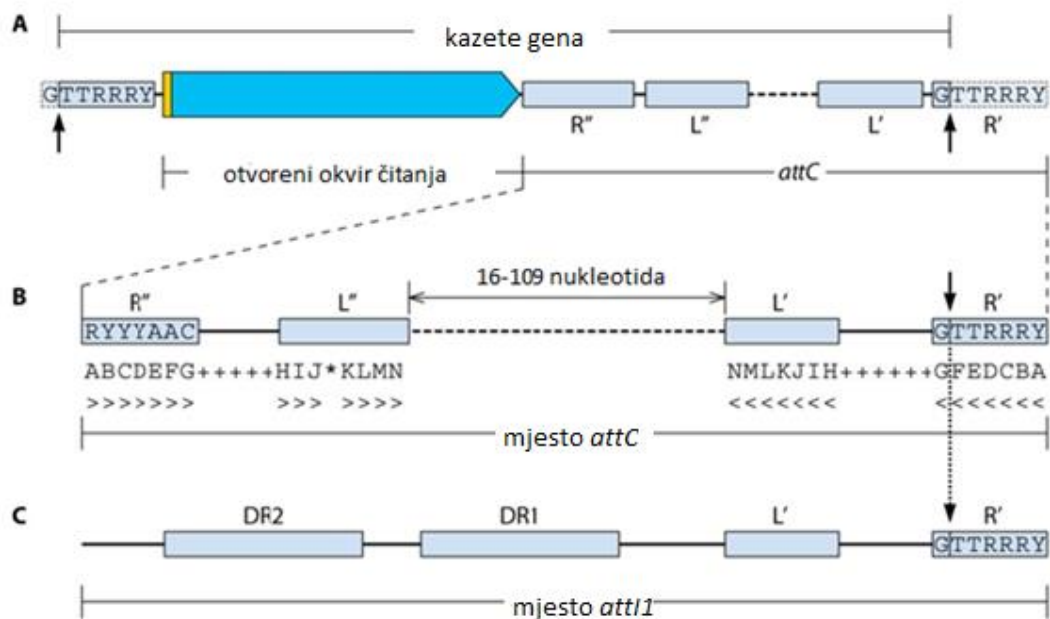 A
kazete gena
GTTRRRY
GTTRRRY
R" L" L' R'
otvoreni okvir čitanja
attC
B
16-109 nukleotida
R" L" L' R'
RYYYAAC
GTTRRRY
ABCDEFG+++++HIJ*KLMN NMLKJIH++++++GFEDCBA
>>>>>>> >>> >>>> <<<<<<< <<<<<<<
mjesto attC
C
DR2 DR1 L' R'
GTTRRRY
mjesto attI1